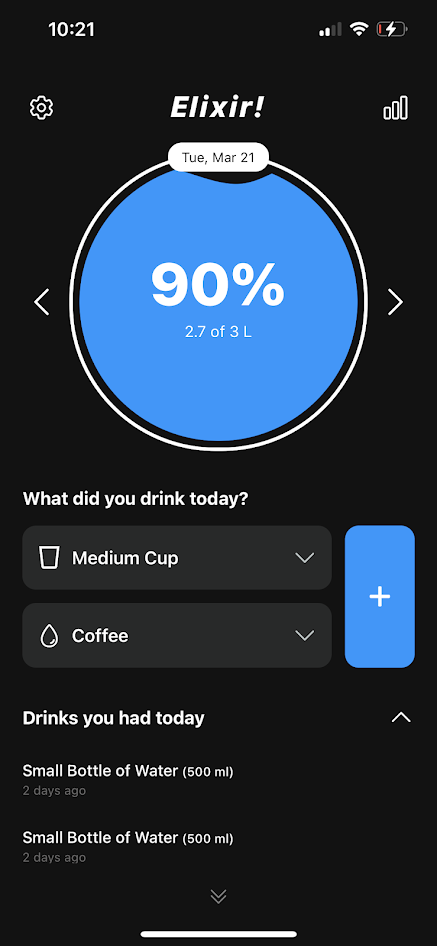 10:21
Elixir!
Tue, Mar 21
90%
2.7 of 3 L
What did you drink today?
Medium Cup
+
Coffee
Drinks you had today
Small Bottle of Water (500 ml)
2 days ago
Small Bottle of Water (500 ml)
2 days ago